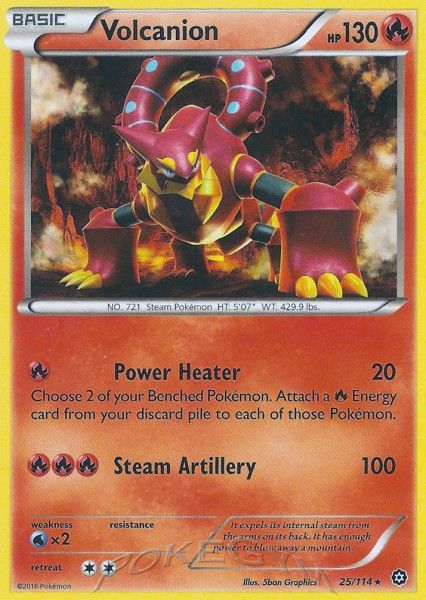 BASIC
Volcanion HP 130
NO. 721 Steam Pokémon HT: 5'07" WT: 429.9 lbs.
Power Heater 20
Choose 2 of your Benched Pokémon. Attach a Energy
card from your discard pile to each of those Pokémon.
Steam Artillery 100
weakness resistance
×2
It expels its internal steam from
the arms on its back. It has enough
power to blow away a mountain.
retreat
©2016 Pokémon Illus. 5ban Graphics 25/114 ★